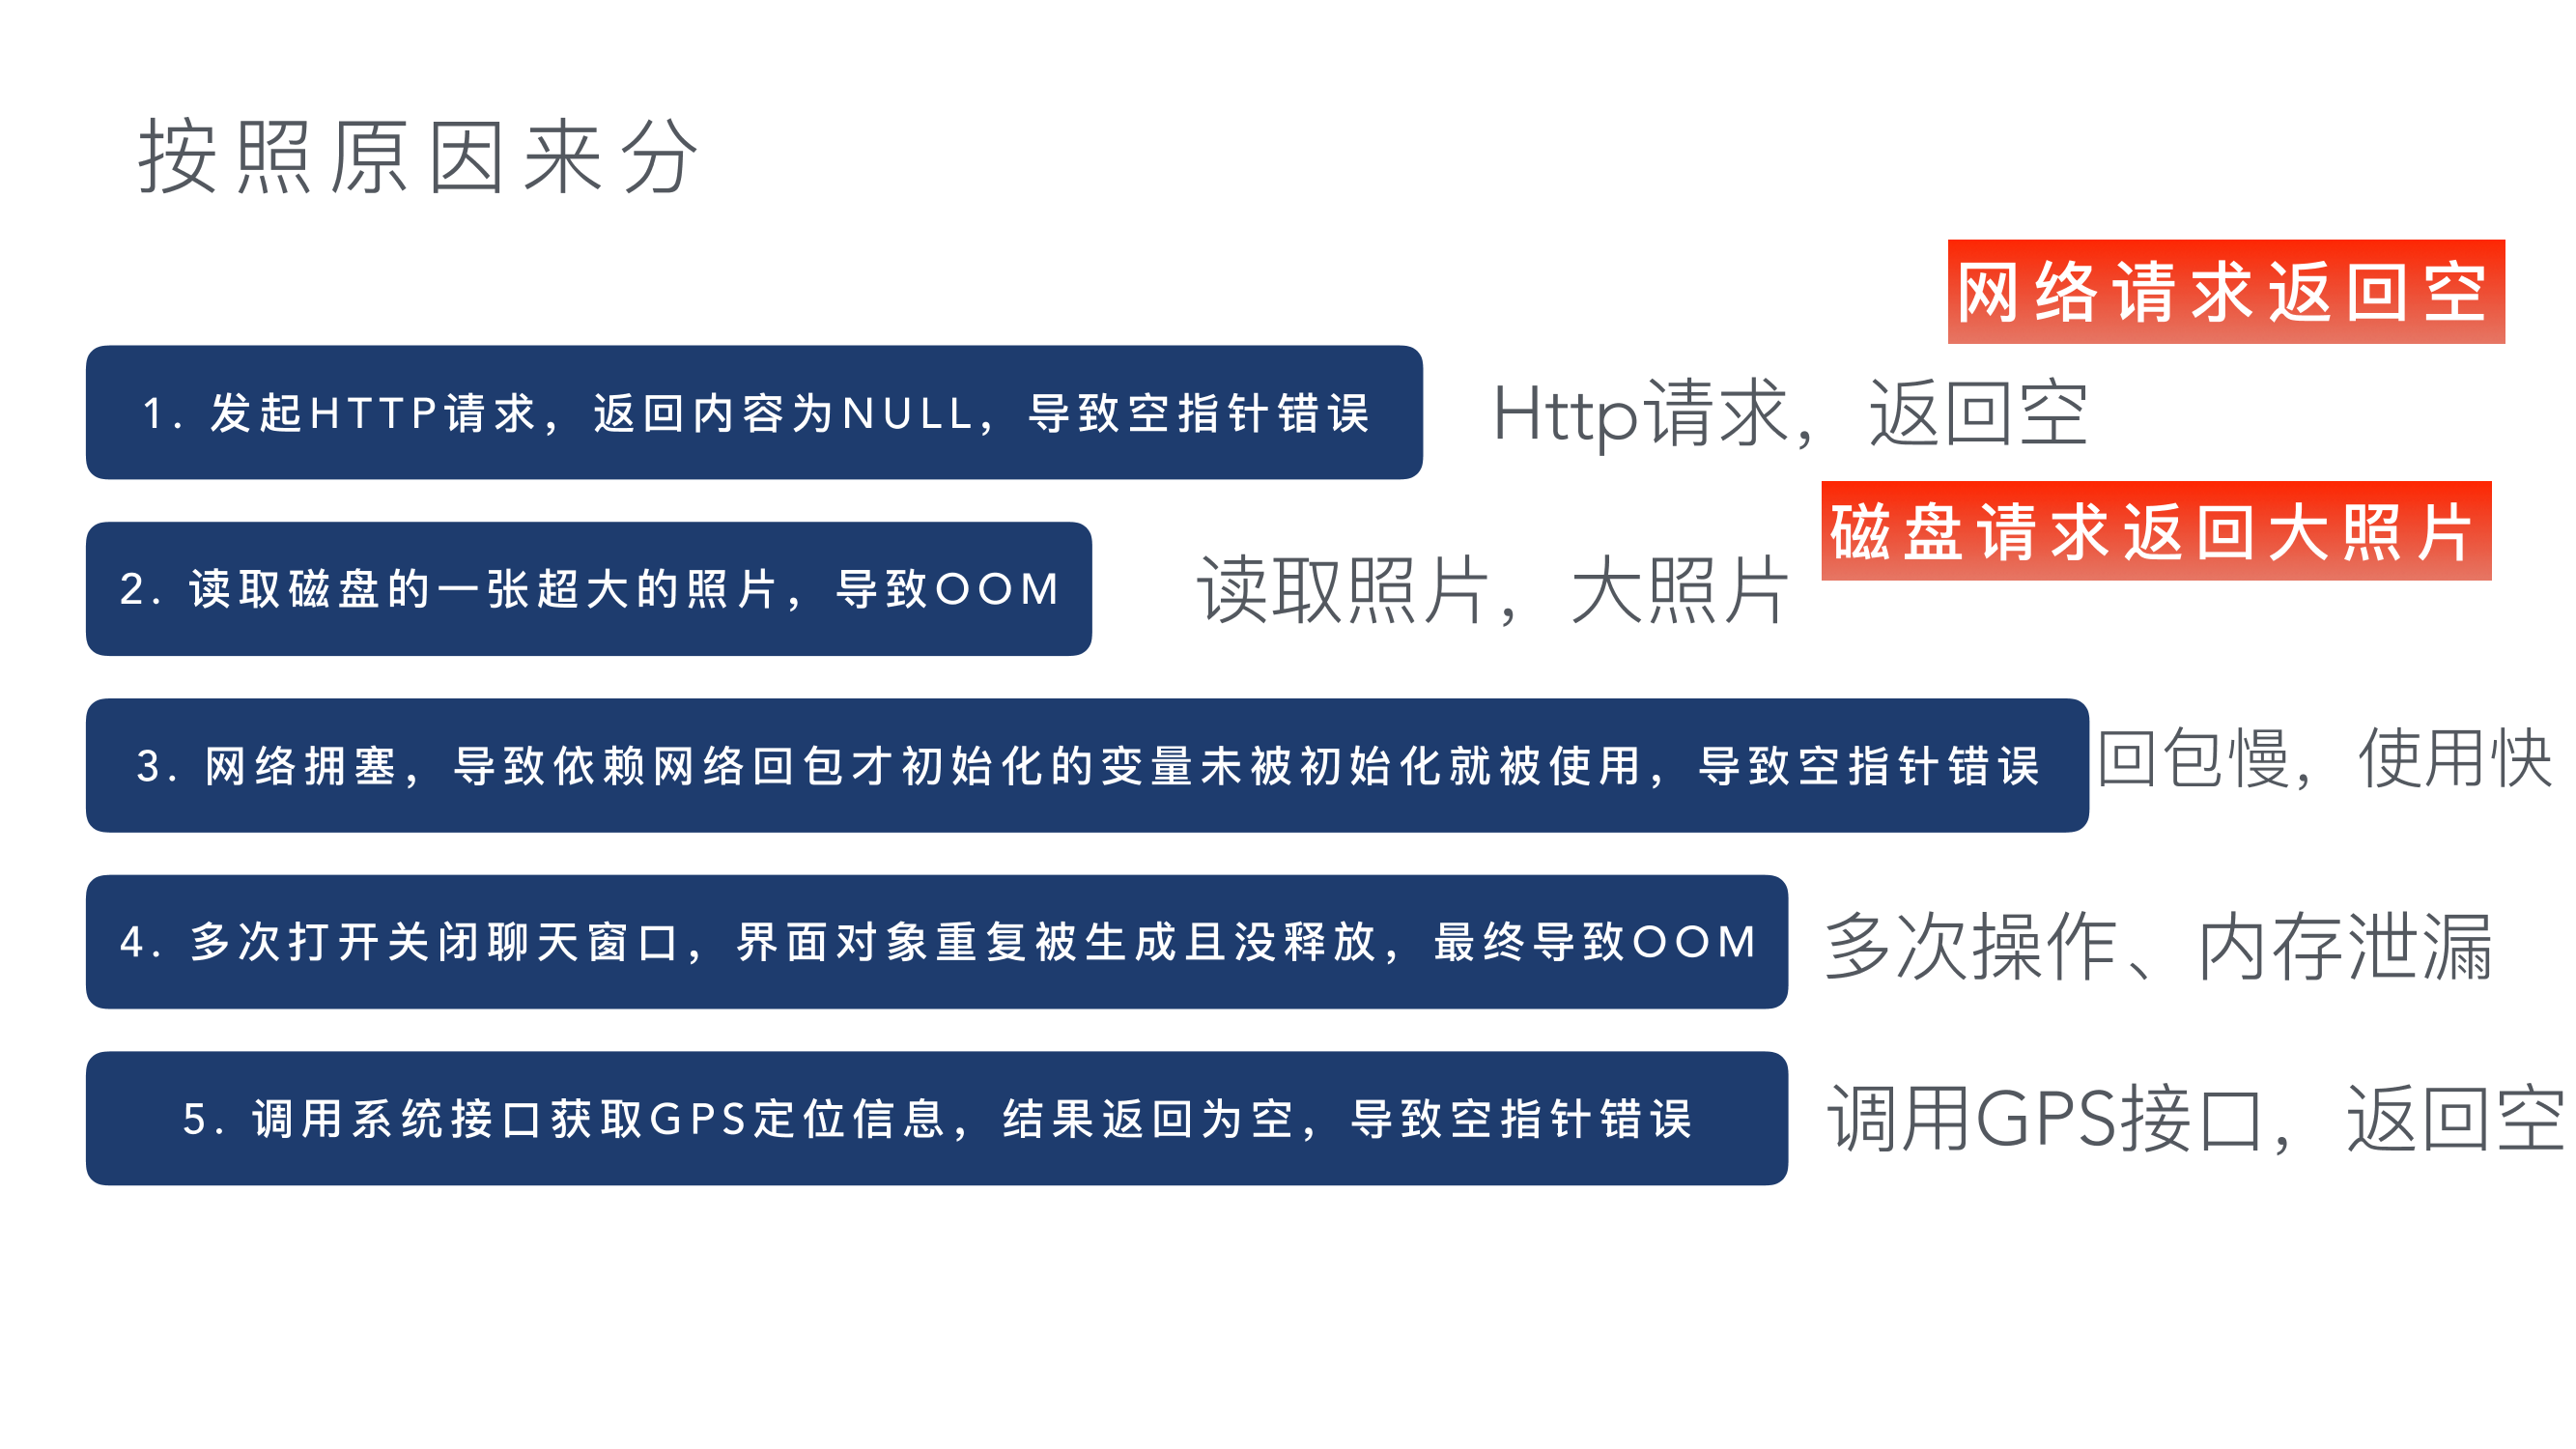 按照原因来分
网络请求返回空
1. 发起HTTP请求，返回内容为NULL，导致空指针错误
Http请求，返回空
磁盘请求返回大照片
2. 读取磁盘的一张超大的照片，导致OOM
读取照片，大照片
3. 网络拥塞，导致依赖网络回包才初始化的变量未被初始化就被使用，导致空指针错误
回包慢，使用快
4. 多次打开关闭聊天窗口，界面对象重复被生成且没释放，最终导致OOM
多次操作、内存泄漏
5. 调用系统接口获取GPS定位信息，结果返回为空，导致空指针错误
调用GPS接口，返回空